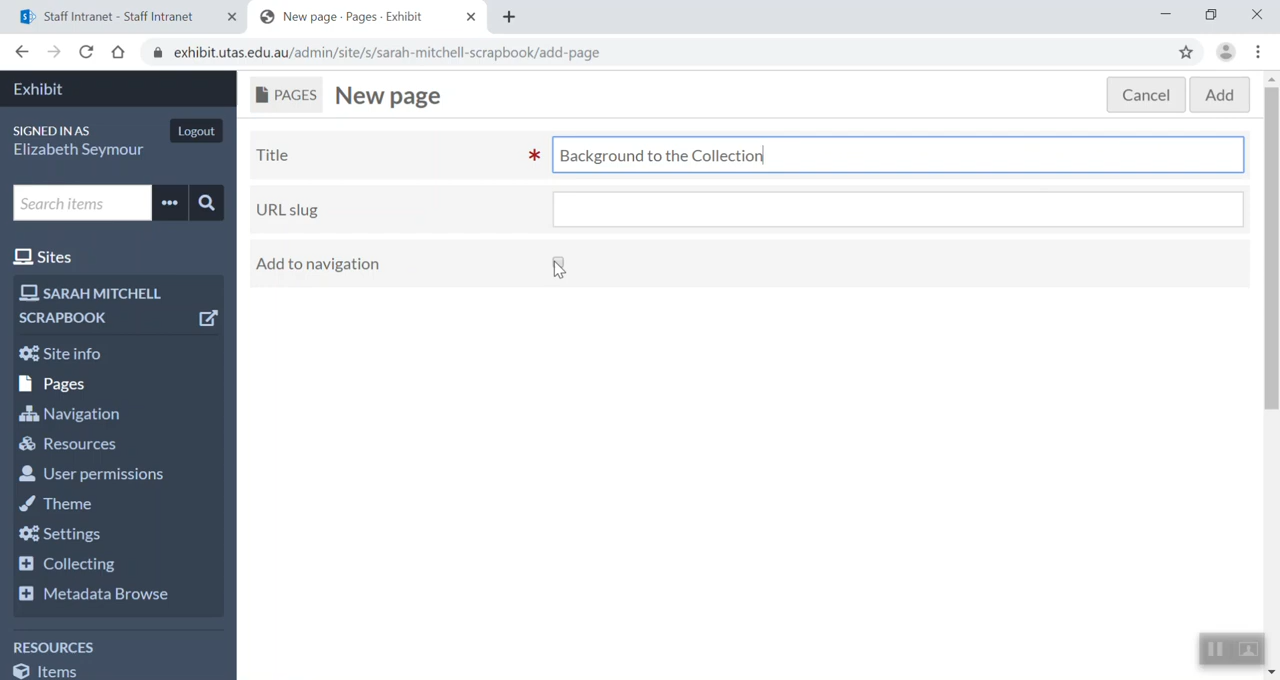 Staff Intranet - Staff Intranet
New page · Pages · Exhibit
exhibit.utas.edu.au/admin/site/s/sarah-mitchell-scrapbook/add-page
Exhibit
SIGNED IN AS
Elizabeth Seymour
Logout
Search items
Sites
SARAH MITCHELL
SCRAPBOOK
Site info
Pages
Navigation
Resources
User permissions
Theme
Settings
Collecting
Metadata Browse
RESOURCES
Items
PAGES
New page
Cancel
Add
Title
Background to the Collection
URL slug
Add to navigation